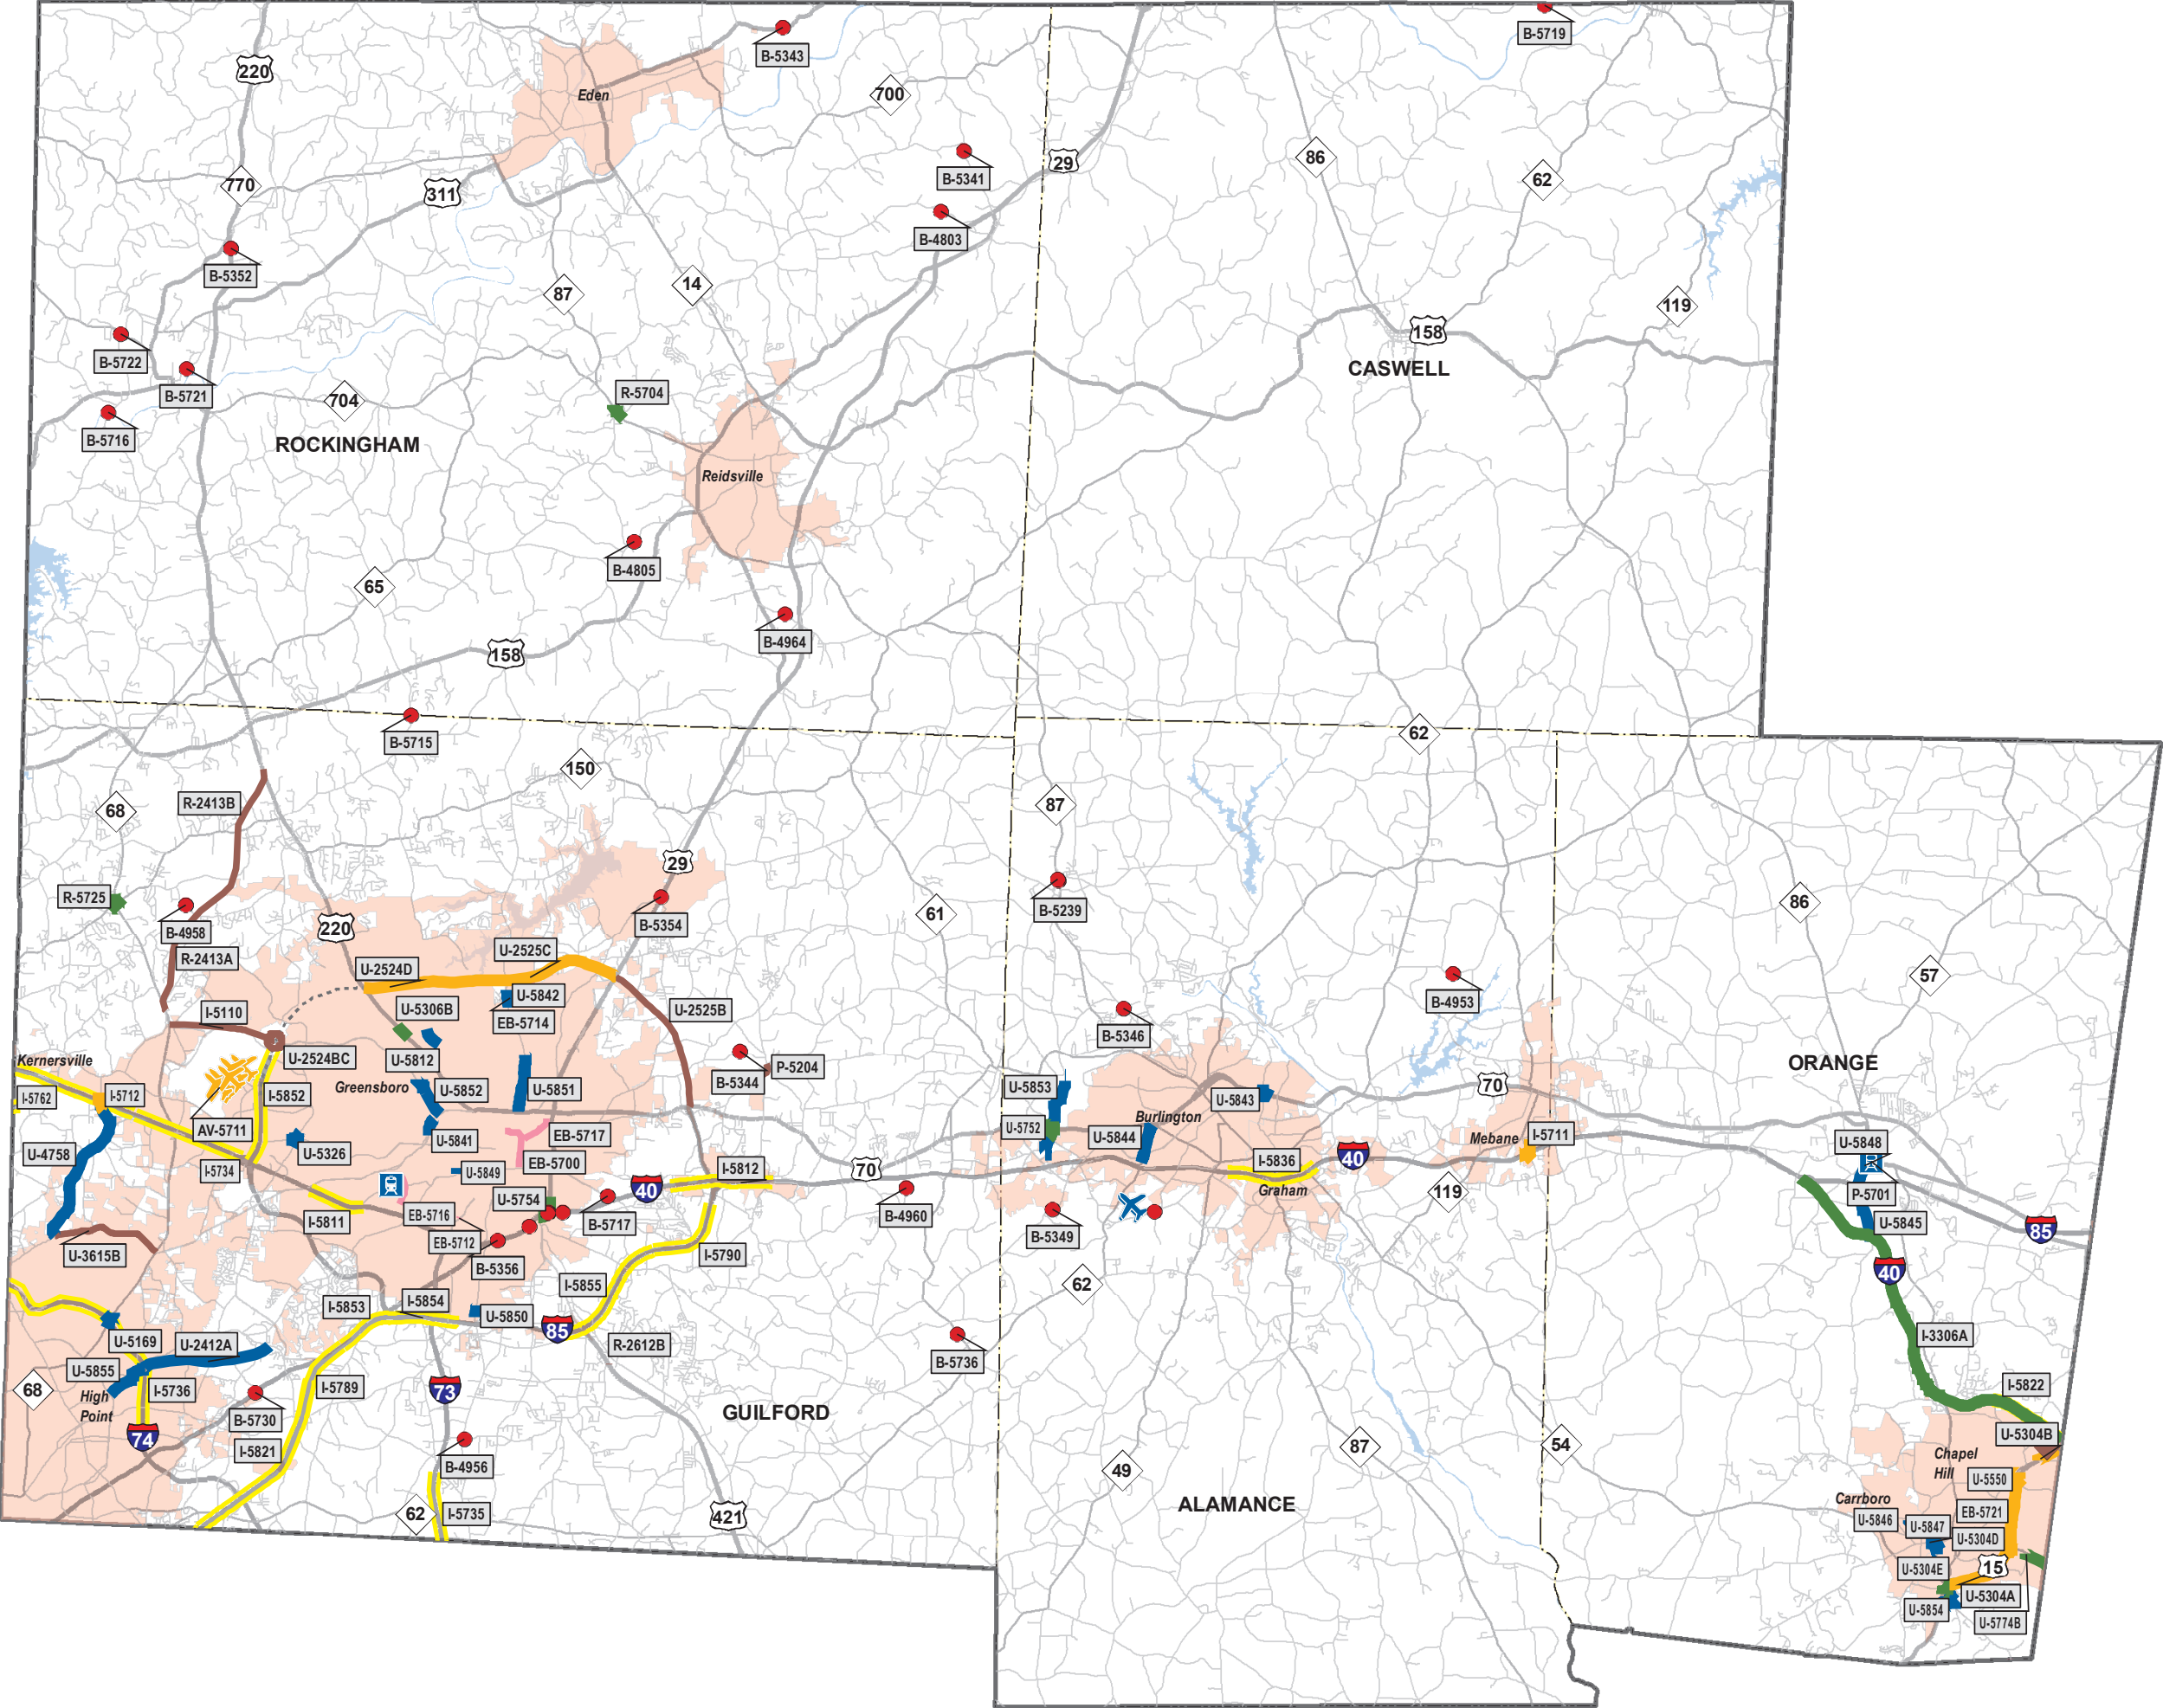 B-5719
B-5343
220
Eden
700
29
86
B-5341
62
770
311
B-4803
B-5352
87
14
119
158
B-5722
CASWELL
B-5721
R-5704
704
B-5716
ROCKINGHAM
Reidsville
B-4805
65
B-4964
158
62
B-5715
150
R-2413B
87
68
29
B-5239
R-5725
86
61
B-5354
B-4958
220
U-2525C
R-2413A
U-2524D
57
U-5842
B-4953
U-5306B
U-2525B
I-5110
EB-5714
B-5346
Kernersville
U-2524BC
U-5812
P-5204
ORANGE
B-5344
Greensboro
U-5852
U-5851
U-5853
70
I-5762
I-5712
I-5852
U-5843
Burlington
AV-5711
U-5752
EB-5717
U-5844
Mebane
I-5711
U-5841
U-5848
U-4758
U-5326
40
EB-5700
I-5836
I-5734
U-5849
I-5812
70
Graham
119
P-5701
40
U-5754
EB-5716
I-5811
B-5717
B-4960
U-5845
85
EB-5712
B-5349
U-3615B
I-5790
B-5356
40
62
I-5855
I-5854
I-5853
U-5850
85
I-3306A
U-5169
U-2412A
R-2612B
B-5736
U-5855
I-5736
I-5789
73
68
High
Point
I-5822
B-5730
GUILFORD
U-5304B
74
I-5821
87
54
Chapel
Hill
B-4956
49
U-5550
Carrboro
ALAMANCE
62
I-5735
421
EB-5721
U-5846
U-5847
U-5304D
U-5304E
15
U-5304A
U-5854
U-5774B